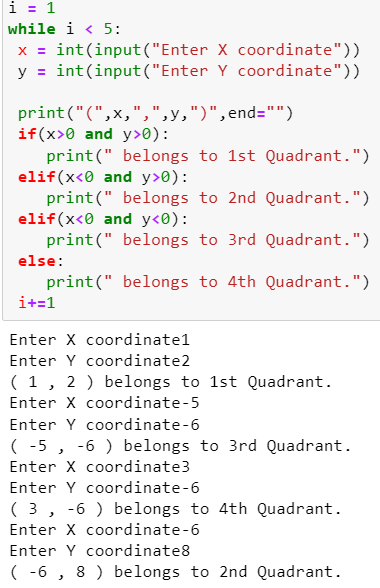 i = 1
while i < 5:
 x = int(input("Enter X coordinate"))
 y = int(input("Enter Y coordinate"))

 print("(",x,",",y,")",end="")
 if(x>0 and y>0):
    print(" belongs to 1st Quadrant.")
 elif(x<0 and y>0):
    print(" belongs to 2nd Quadrant.")
 elif(x<0 and y<0):
    print(" belongs to 3rd Quadrant.")
 else:
    print(" belongs to 4th Quadrant.")
 i+=1
Enter X coordinate1
Enter Y coordinate2
( 1 , 2 ) belongs to 1st Quadrant.
Enter X coordinate-5
Enter Y coordinate-6
( -5 , -6 ) belongs to 3rd Quadrant.
Enter X coordinate3
Enter Y coordinate-6
( 3 , -6 ) belongs to 4th Quadrant.
Enter X coordinate-6
Enter Y coordinate8
( -6 , 8 ) belongs to 2nd Quadrant.